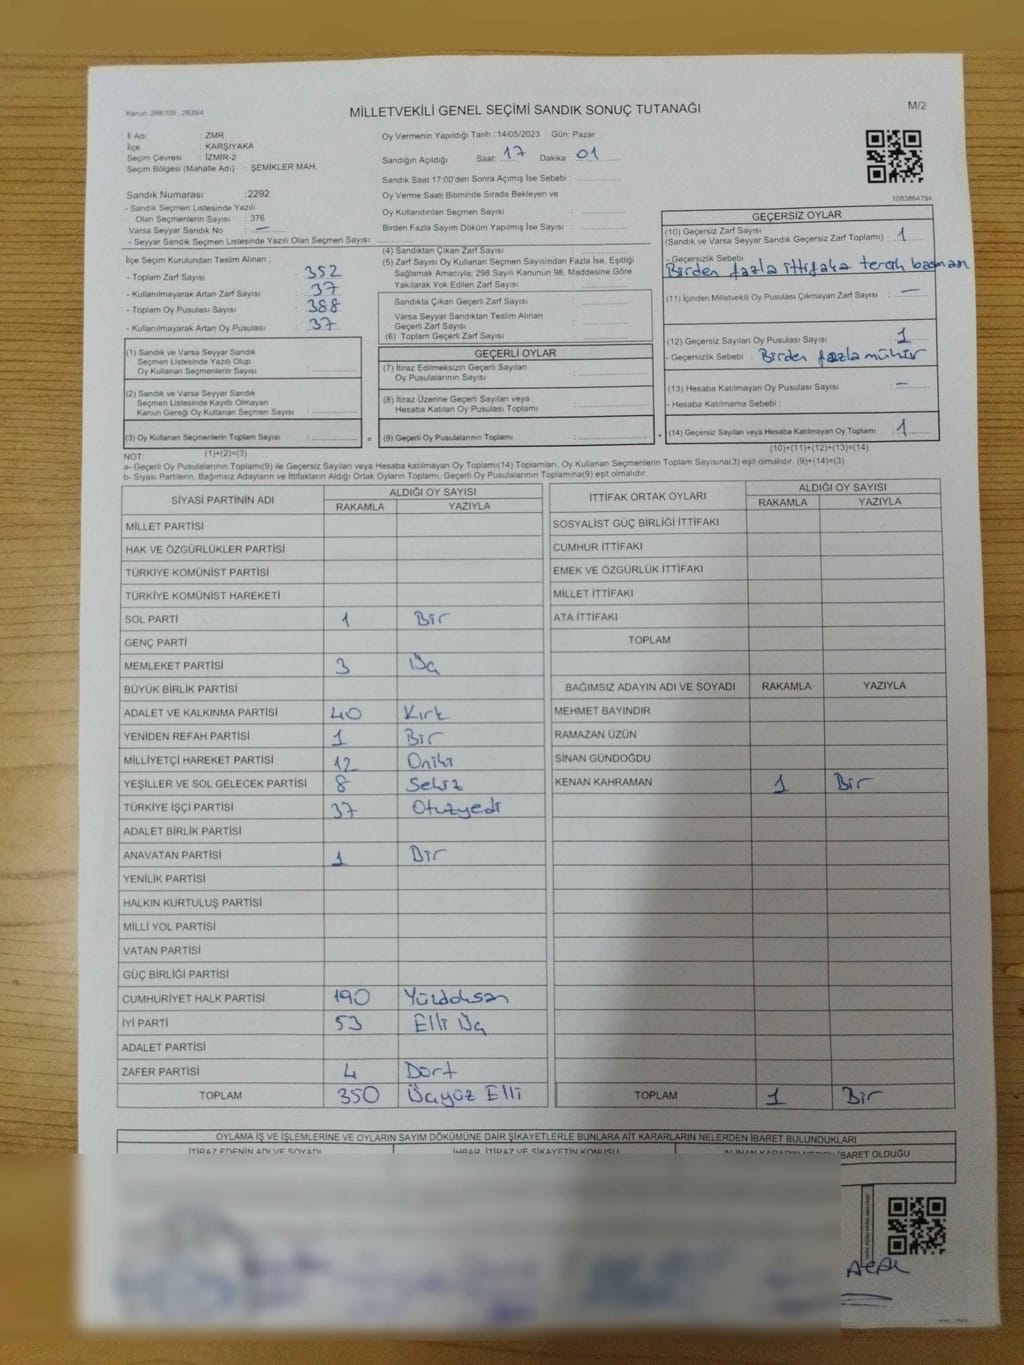 Kanun: 298/105 , 2839/4
MİLLETVEKİLİ GENEL SEÇİMİ SANDIK SONUÇ TUTANAĞI
M/2
İl Adı : ZMR
İlçe : KARŞIYAKA
Seçim Çevresi : İZMİR-2
Seçim Bölgesi (Mahalle Adı) : ŞEMİKLER MAH.
Oy Vermenin Yapıldığı Tarih : 14/05/2023 Gün: Pazar
Sandığın Açıldığı Saat: 17 Dakika : 01
Sandık Saat 17:00'den Sonra Açılmış İse Sebebi :
Oy Verme Saati Bitiminde Sırada Bekleyen ve
Oy Kullandırılan Seçmen Sayısı :
Birden Fazla Sayım Döküm Yapılmış İse Sayısı :
1083864794
Sandık Numarası :2292
- Sandık Seçmen Listesinde Yazılı
Olan Seçmenlerin Sayısı : 376
Varsa Seyyar Sandık No : —
- Seyyar Sandık Seçmen Listesinde Yazılı Olan Seçmen Sayısı:
İlçe Seçim Kurulundan Teslim Alınan :
- Toplam Zarf Sayısı : 352
- Kullanılmayarak Artan Zarf Sayısı : 37
- Toplam Oy Pusulası Sayısı : 388
- Kullanılmayarak Artan Oy Pusulası : 37
(4) Sandıktan Çıkan Zarf Sayısı :
(5) Zarf Sayısı Oy Kullanan Seçmen Sayısından Fazla İse, Eşitliği
Sağlamak Amacıyla; 298 Sayılı Kanunun 98. Maddesine Göre
Yakılarak Yok Edilen Zarf Sayısı :
Sandıkta Çıkan Geçerli Zarf Sayısı :
Varsa Seyyar Sandıktan Teslim Alınan
Geçerli Zarf Sayısı :
(6) Toplam Geçerli Zarf Sayısı :
GEÇERSİZ OYLAR
(10) Geçersiz Zarf Sayısı
(Sandık ve Varsa Seyyar Sandık Geçersiz Zarf Toplamı) : 1
- Geçersizlik Sebebi :
Birden fazla ittifaka tercih basması
(11) İçinden Milletvekili Oy Pusulası Çıkmayan Zarf Sayısı : —
(12) Geçersiz Sayılan Oy Pusulası Sayısı : 1
- Geçersizlik Sebebi : Birden fazla mühür
(13) Hesaba Katılmayan Oy Pusulası Sayısı : —
- Hesaba Katılmama Sebebi :
(14) Geçersiz Sayılan veya Hesaba Katılmayan Oy Toplamı : 1
(10)+(11)+(12)+(13)=(14)
(1) Sandık ve Varsa Seyyar Sandık
Seçmen Listesinde Yazılı Olup
Oy Kullanan Seçmenlerin Sayısı :
(2) Sandık ve Varsa Seyyar Sandık
Seçmen Listesinde Kayıtlı Olmayan
Kanun Gereği Oy Kullanan Seçmen Sayısı :
(3) Oy Kullanan Seçmenlerin Toplam Sayısı : =
(1)+(2)=(3)
GEÇERLİ OYLAR
(7) İtiraz Edilmeksizin Geçerli Sayılan
Oy Pusulalarının Sayısı :
(8) İtiraz Üzerine Geçerli Sayılan veya
Hesaba Katılan Oy Pusulası Toplamı :
(9) Geçerli Oy Pusulalarının Toplamı : +
NOT:
a- Geçerli Oy Pusulalarının Toplamı(9) ile Geçersiz Sayılan veya Hesaba katılmayan Oy Toplamı(14) Toplamları, Oy Kullanan Seçmenlerin Toplam Sayısına(3) eşit olmalıdır. (9)+(14)=(3)
b- Siyasi Partilerin, Bağımsız Adayların ve İttifakların Aldığı Ortak Oyların Toplamı, Geçerli Oy Pusulalarının Toplamına(9) eşit olmalıdır.
SİYASİ PARTİNİN ADI ALDIĞI OY SAYISI
RAKAMLA YAZIYLA
MİLLET PARTİSİ
HAK VE ÖZGÜRLÜKLER PARTİSİ
TÜRKİYE KOMÜNİST PARTİSİ
TÜRKİYE KOMÜNİST HAREKETİ
SOL PARTİ 1 Bir
GENÇ PARTİ
MEMLEKET PARTİSİ 3 Üç
BÜYÜK BİRLİK PARTİSİ
ADALET VE KALKINMA PARTİSİ 40 Kırk
YENİDEN REFAH PARTİSİ 1 Bir
MİLLİYETÇİ HAREKET PARTİSİ 12 Oniki
YEŞİLLER VE SOL GELECEK PARTİSİ 8 Sekiz
TÜRKİYE İŞÇİ PARTİSİ 37 Otuzyedi
ADALET BİRLİK PARTİSİ
ANAVATAN PARTİSİ 1 Bir
YENİLİK PARTİSİ
HALKIN KURTULUŞ PARTİSİ
MİLLİ YOL PARTİSİ
VATAN PARTİSİ
GÜÇ BİRLİĞİ PARTİSİ
CUMHURİYET HALK PARTİSİ 190 Yüzdoksan
İYİ PARTİ 53 Elli Üç
ADALET PARTİSİ
ZAFER PARTİSİ 4 Dört
TOPLAM 350 Üçyüz Elli
İTTİFAK ORTAK OYLARI ALDIĞI OY SAYISI
RAKAMLA YAZIYLA
SOSYALİST GÜÇ BİRLİĞİ İTTİFAKI
CUMHUR İTTİFAKI
EMEK VE ÖZGÜRLÜK İTTİFAKI
MİLLET İTTİFAKI
ATA İTTİFAKI
TOPLAM
BAĞIMSIZ ADAYIN ADI VE SOYADI RAKAMLA YAZIYLA
MEHMET BAYINDIR
RAMAZAN ÜZÜN
SİNAN GÜNDOĞDU
KENAN KAHRAMAN 1 Bir
TOPLAM 1 Bir
OYLAMA İŞ VE İŞLEMLERİNE VE OYLARIN SAYIM DÖKÜMÜNE DAİR ŞİKAYETLERLE BUNLARA AİT KARARLARIN NELERDEN İBARET BULUNDUKLARI
İTİRAZ EDENİN ADI VE SOYADI İHBAR, İTİRAZ VE ŞİKAYETİN KONUSU ALINAN KARARIN NEDEN İBARET OLDUĞU